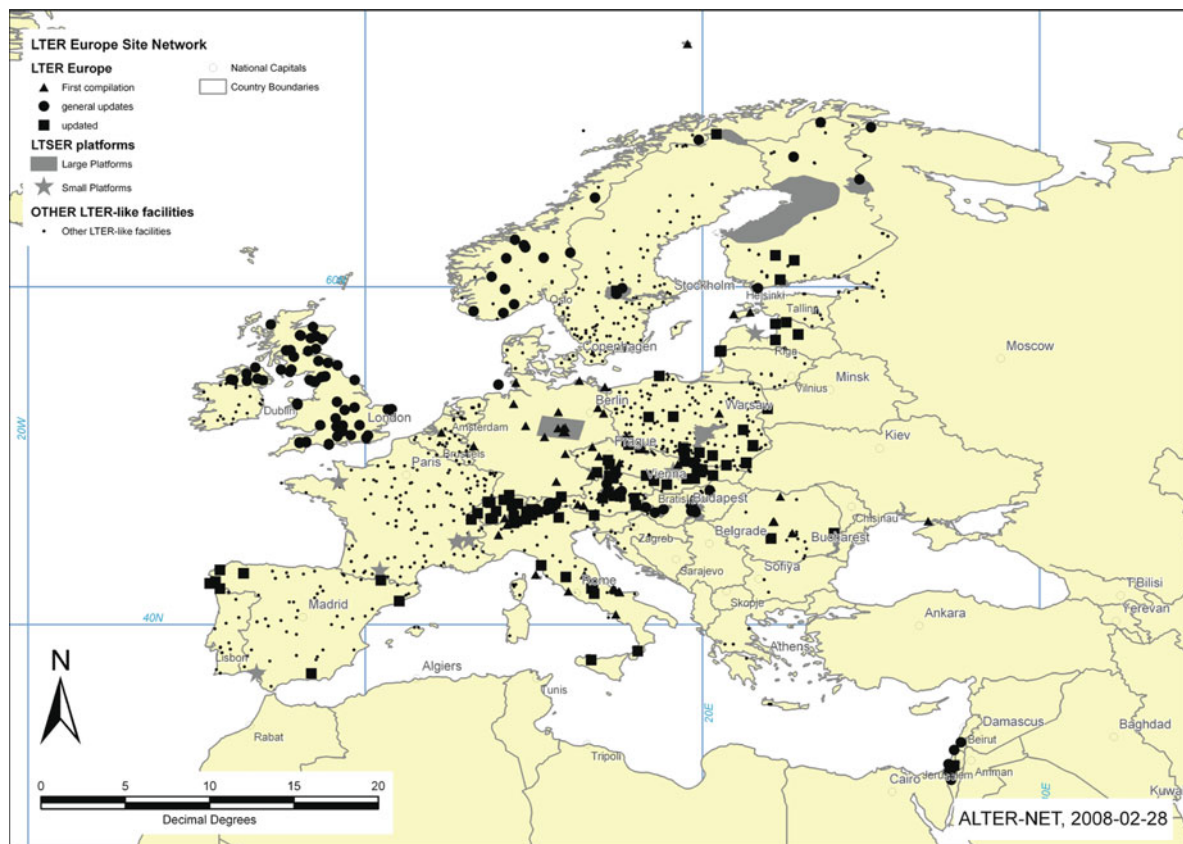 LTER Europe Site Network
LTER Europe
First compilation
general updates
updated
National Capitals
Country Boundaries
LTSER platforms
Large Platforms
Small Platforms
OTHER LTER-like facilities
Other LTER-like facilities
60N
Oslo
Stockholm
Helsinki
Tallinn
Riga
Moscow
Copenhagen
Vilnius
Minsk
Dublin
London
Amsterdam
Berlin
Warsaw
20W
Brussels
Prague
Kiev
Paris
Vienna
Bratisl
Budapest
Chisinau
Zagreb
Belgrade
Bucharest
Sarajevo
Sofiya
Rome
Skopje
T'Bilisi
Yerevan
Madrid
40N
Ankara
Lisbon
Athens
Algiers
Tunis
20E
N
Rabat
Tripoli
Damascus
Beirut
Baghdad
Jerusalem
Amman
Cairo
Kuwa
0 5 10 15 20
Decimal Degrees
ALTER-NET, 2008-02-28